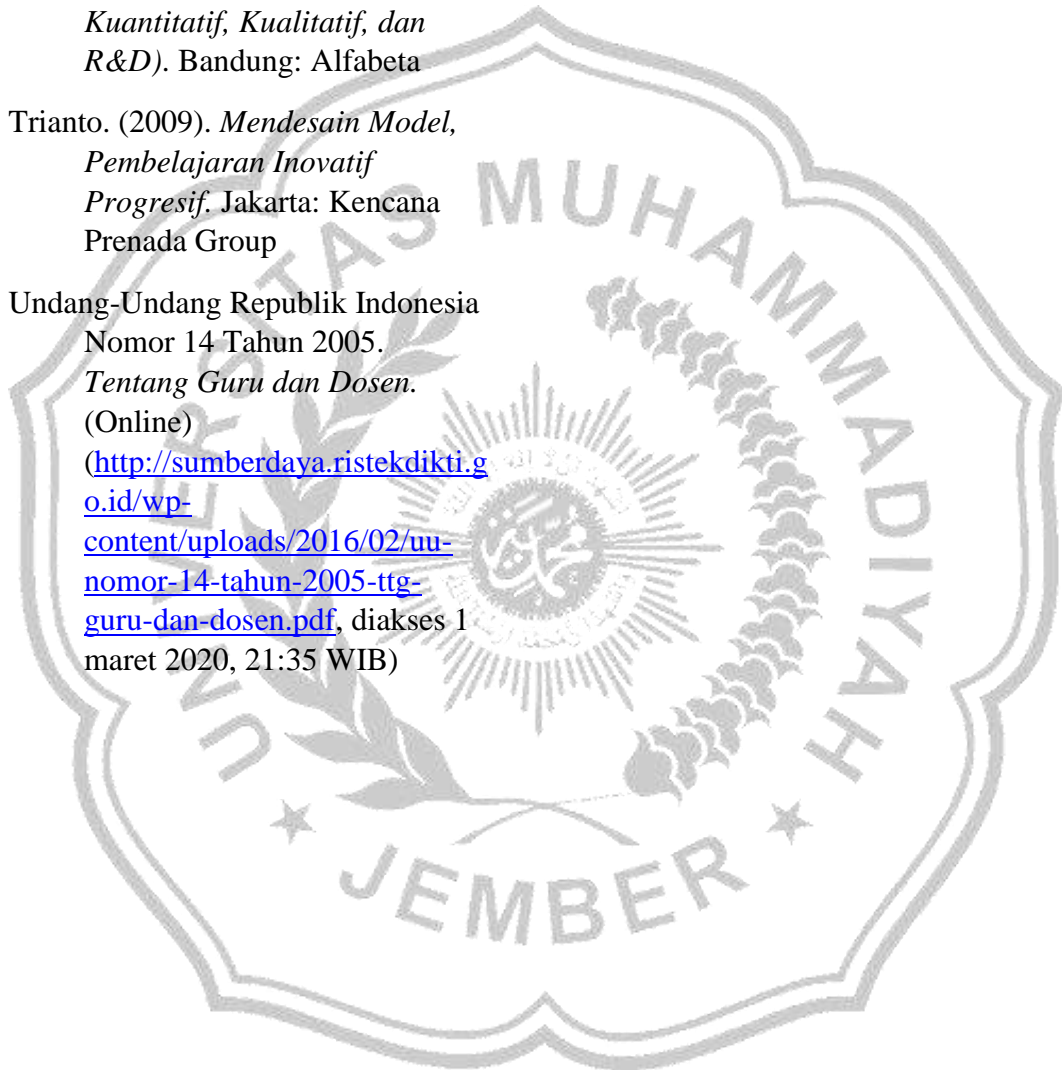 Kuantitatif, Kualitatif, dan
R&D). Bandung: Alfabeta
Trianto. (2009). Mendesain Model,
Pembelajaran Inovatif
Progresif. Jakarta: Kencana
Prenada Group
Undang-Undang Republik Indonesia
Nomor 14 Tahun 2005.
Tentang Guru dan Dosen.
(Online)
(http://sumberdaya.ristekdikti.g
o.id/wp-
content/uploads/2016/02/uu-
nomor-14-tahun-2005-ttg-
guru-dan-dosen.pdf, diakses 1
maret 2020, 21:35 WIB)
UNIVERSITAS MUHAMMADIYAH
JEMBER